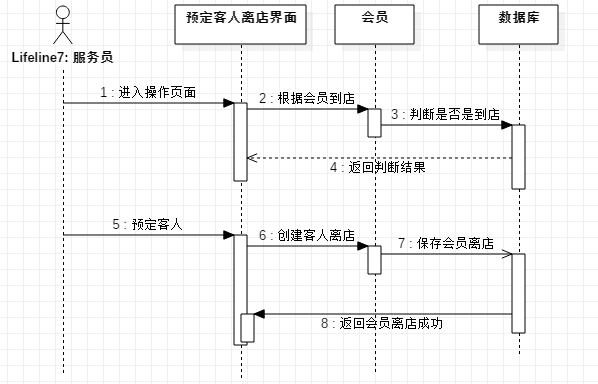 预定客人离店界面
会员
数据库
Lifeline7: 服务员
1 : 进入操作页面
2 : 根据会员到店
3 : 判断是否是到店
4 : 返回判断结果
5 : 预定客人
6 : 创建客人离店
7 : 保存会员离店
8 : 返回会员离店成功